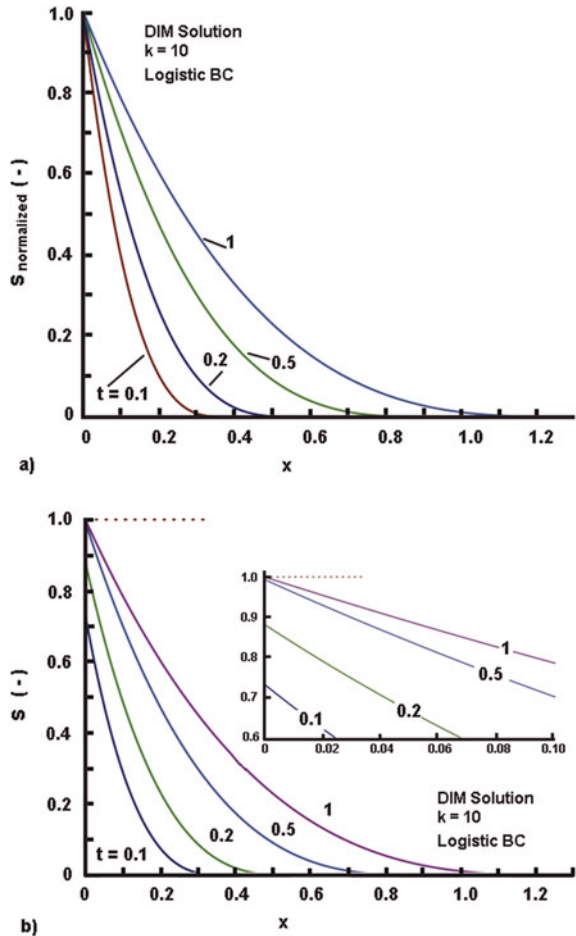 1.0
DIM Solution
k = 10
Logistic BC
0.8
0.6
S normalized (-)
0.4
1
0.2
0.5
0.2
t = 0.1
0
0 0.2 0.4 0.6 0.8 1.0 1.2
a)
x
1.0
0.8
0.6
S (-)
0.4
0.2
0
1.0
0.9
0.8
0.7
0.6
1
0.5
0.2
0.1
0 0.02 0.04 0.06 0.08 0.10
DIM Solution
k = 10
Logistic BC
1
0.5
0.2
t = 0.1
0 0.2 0.4 0.6 0.8 1.0 1.2
b)
x